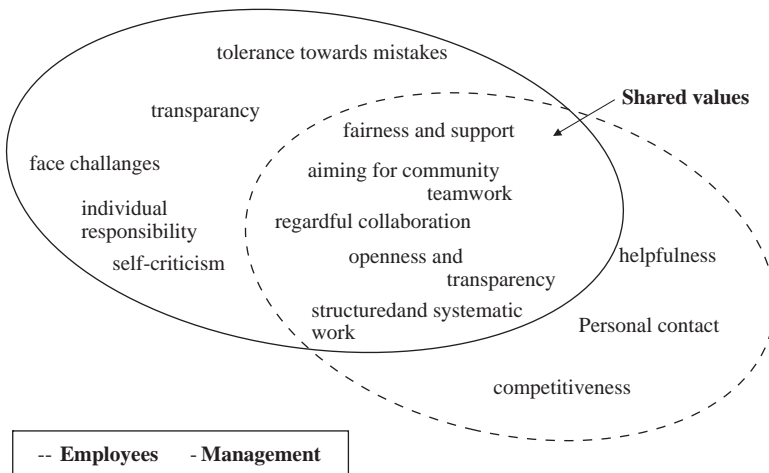 tolerance towards mistakes
transparancy
Shared values
fairness and support
face challanges
aiming for community
teamwork
individual
responsibility
regardful collaboration
self-criticism
openness and
transparency
helpfulness
structuredand systematic
work
Personal contact
competitiveness
-- Employees - Management